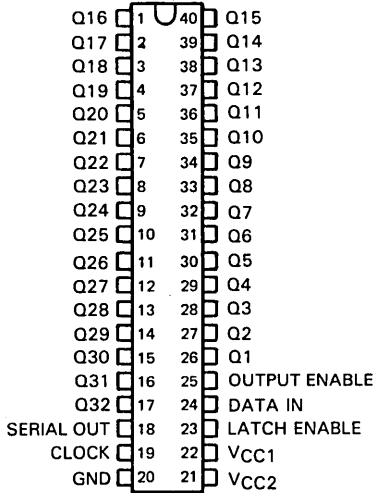 Q16 1 40 Q15
Q17 2 39 Q14
Q18 3 38 Q13
Q19 4 37 Q12
Q20 5 36 Q11
Q21 6 35 Q10
Q22 7 34 Q9
Q23 8 33 Q8
Q24 9 32 Q7
Q25 10 31 Q6
Q26 11 30 Q5
Q27 12 29 Q4
Q28 13 28 Q3
Q29 14 27 Q2
Q30 15 26 Q1
Q31 16 25 OUTPUT ENABLE
Q32 17 24 DATA IN
SERIAL OUT 18 23 LATCH ENABLE
CLOCK 19 22 VCC1
GND 20 21 VCC2